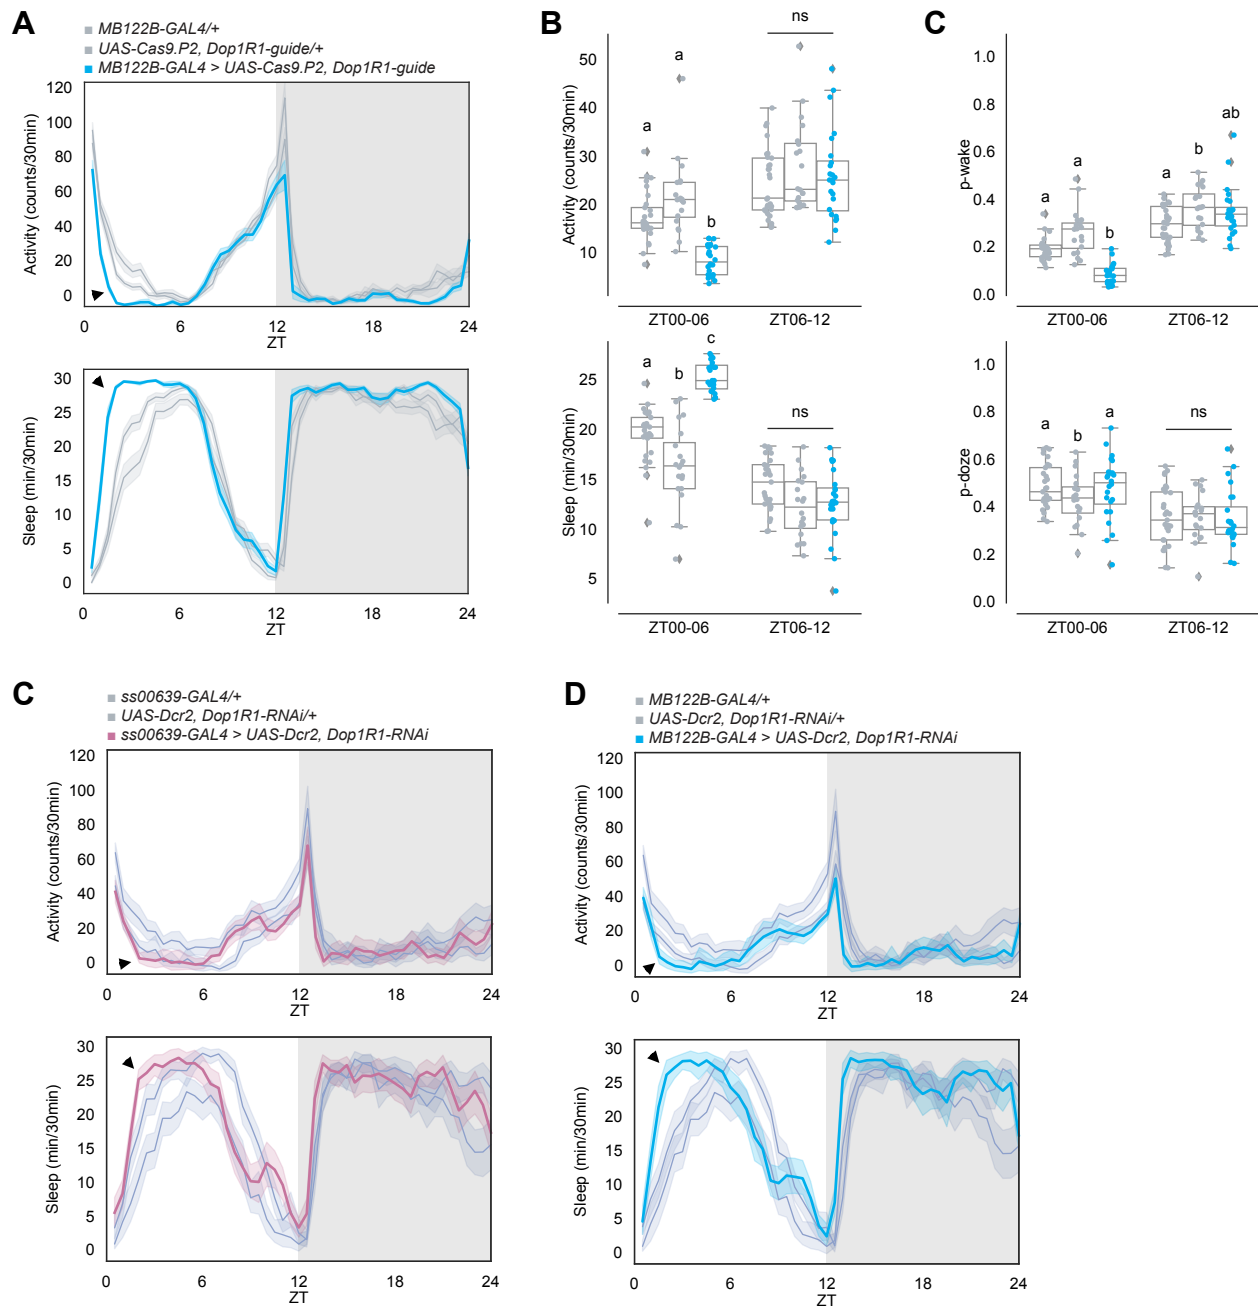 A
MB122B-GAL4/+
UAS-Cas9.P2, Dop1R1-guide/+
MB122B-GAL4 > UAS-Cas9.P2, Dop1R1-guide
Activity (counts/30min)
120
100
80
60
40
20
0
0 6 12 18 24
ZT
Sleep (min/30min)
30
25
20
15
10
5
0
0 6 12 18 24
ZT
B
Activity (counts/30min)
50
40
30
20
10
a a b ns
ZT00-06 ZT06-12
Sleep (min/30min)
25
20
15
10
5
a b c ns
ZT00-06 ZT06-12
C
p-wake
1.0
0.8
0.6
0.4
0.2
0.0
a a b a b ab
ZT00-06 ZT06-12
p-doze
1.0
0.8
0.6
0.4
0.2
0.0
a b a ns
ZT00-06 ZT06-12
C
ss00639-GAL4/+
UAS-Dcr2, Dop1R1-RNAi/+
ss00639-GAL4 > UAS-Dcr2, Dop1R1-RNAi
Activity (counts/30min)
120
100
80
60
40
20
0
0 6 12 18 24
ZT
Sleep (min/30min)
30
25
20
15
10
5
0
0 6 12 18 24
ZT
D
MB122B-GAL4/+
UAS-Dcr2, Dop1R1-RNAi/+
MB122B-GAL4 > UAS-Dcr2, Dop1R1-RNAi
Activity (counts/30min)
120
100
80
60
40
20
0
0 6 12 18 24
ZT
Sleep (min/30min)
30
25
20
15
10
5
0
0 6 12 18 24
ZT